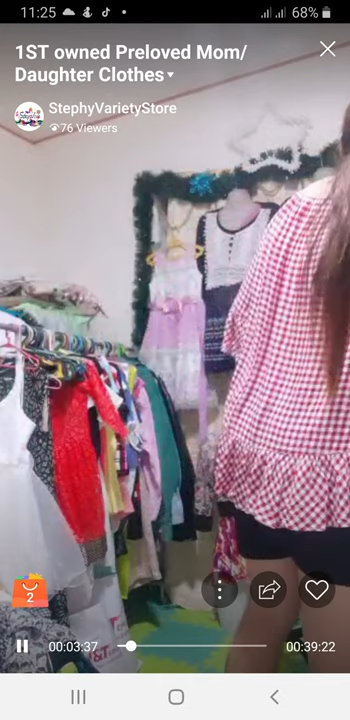 11:25
68%
1ST owned Preloved Mom/
Daughter Clothes
StephyVarietyStore
76 Viewers
2
00:03:37
00:39:22